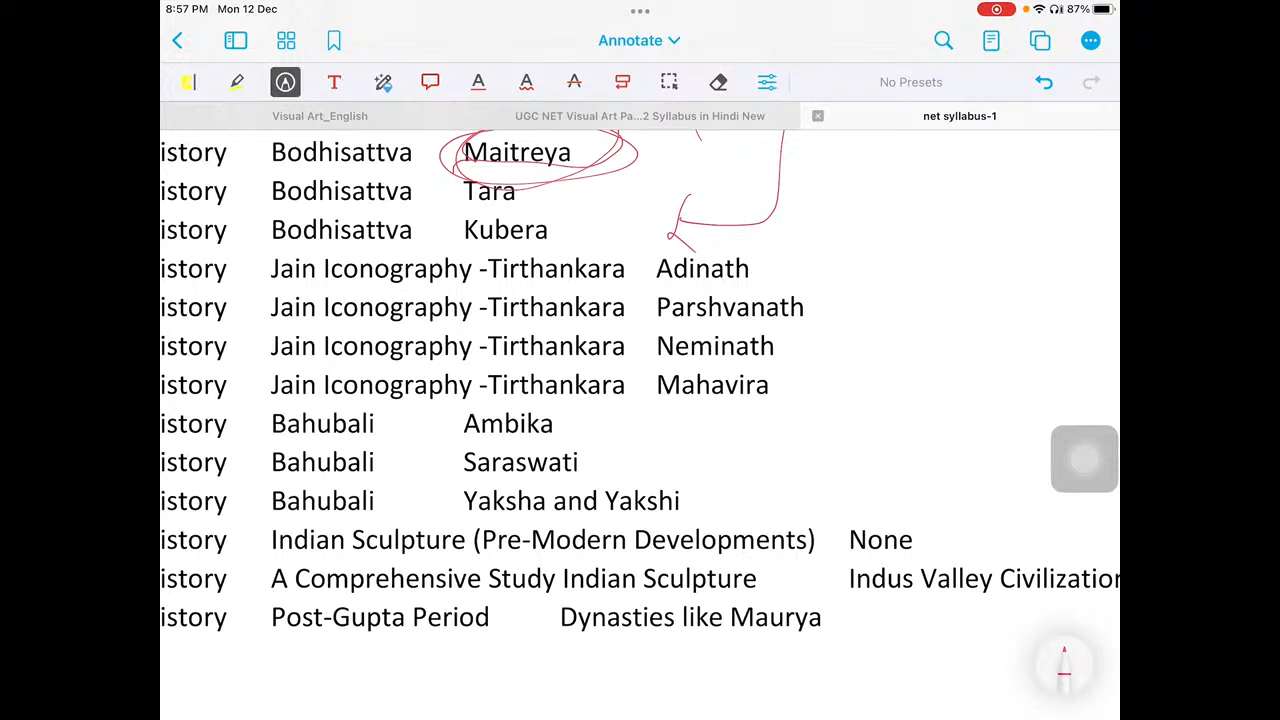 8:57 PM Mon 12 Dec 87%
Annotate
T A A A No Presets
Visual Art_English UGC NET Visual Art Pa...2 Syllabus in Hindi New net syllabus-1
istory Bodhisattva Maitreya
istory Bodhisattva Tara
istory Bodhisattva Kubera
istory Jain Iconography -Tirthankara Adinath
istory Jain Iconography -Tirthankara Parshvanath
istory Jain Iconography -Tirthankara Neminath
istory Jain Iconography -Tirthankara Mahavira
istory Bahubali Ambika
istory Bahubali Saraswati
istory Bahubali Yaksha and Yakshi
istory Indian Sculpture (Pre-Modern Developments) None
istory A Comprehensive Study Indian Sculpture Indus Valley Civilization
istory Post-Gupta Period Dynasties like Maurya